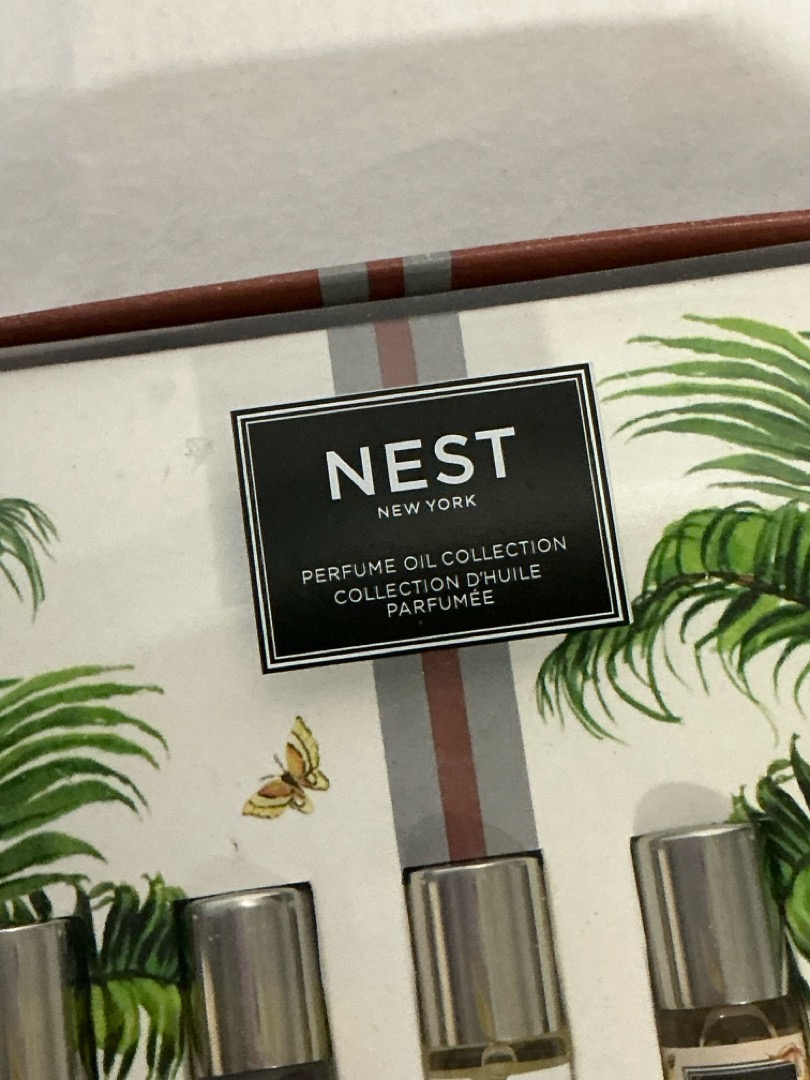 NEST
NEW YORK
PERFUME OIL COLLECTION
COLLECTION D'HUILE
PARFUMÉE